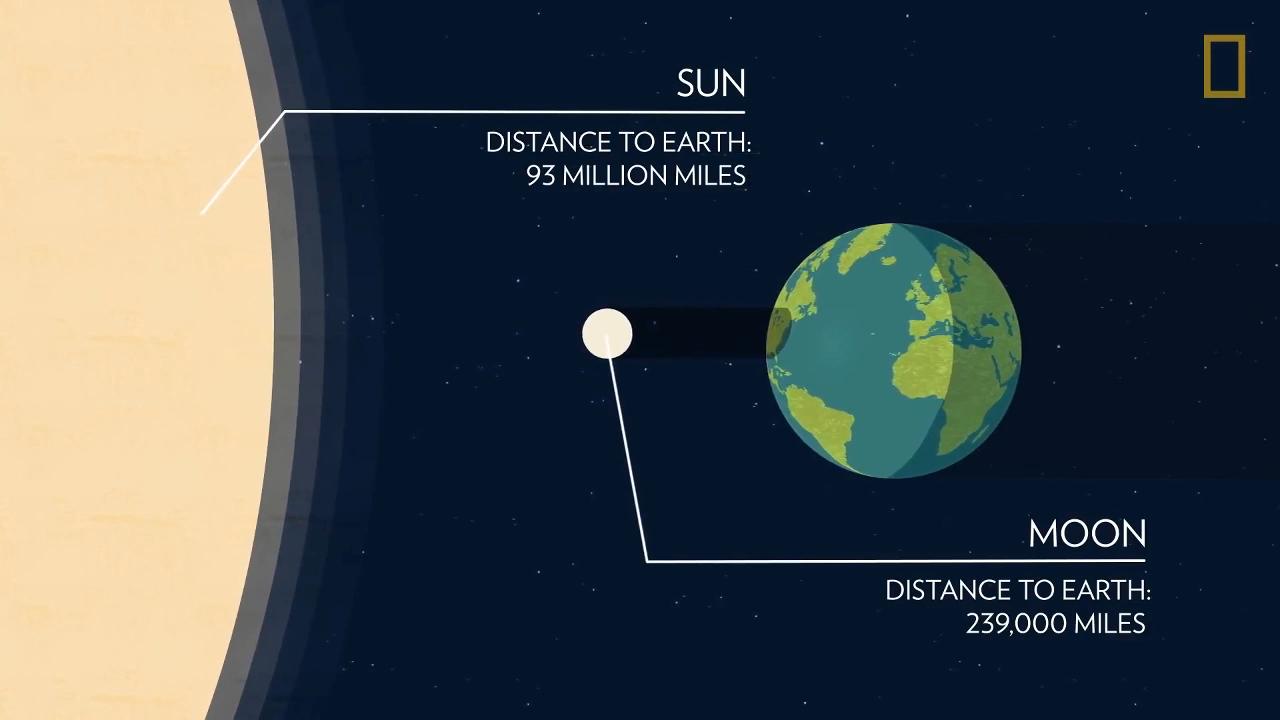 SUN
DISTANCE TO EARTH:
93 MILLION MILES
MOON
DISTANCE TO EARTH:
239,000 MILES